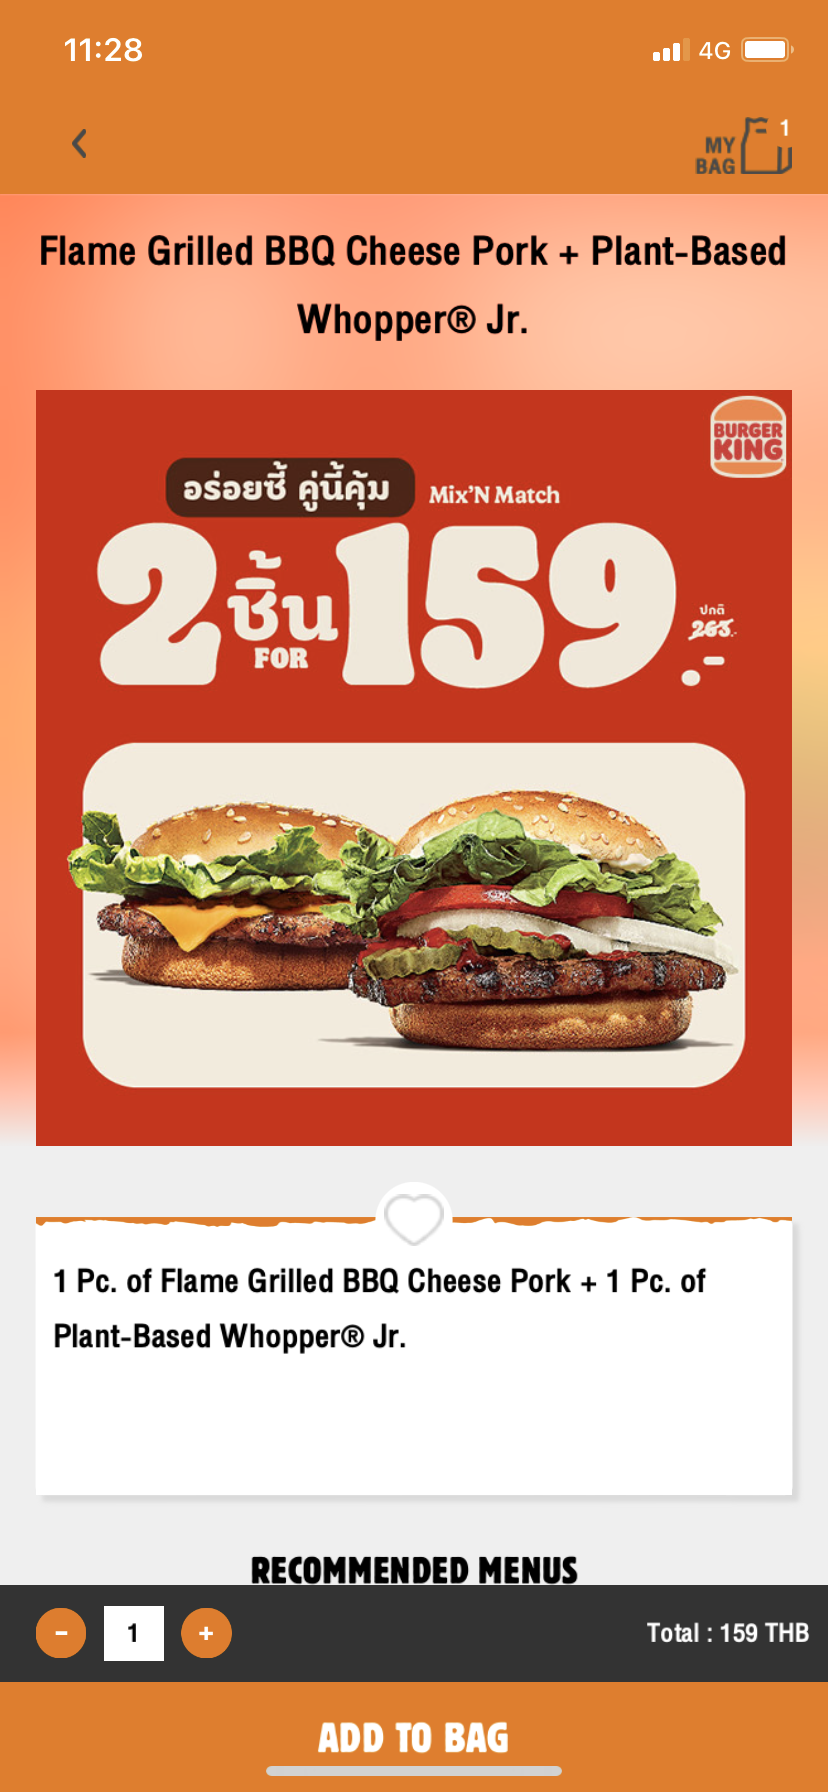 11:28
4G
MY
BAG
1
Flame Grilled BBQ Cheese Pork + Plant-Based
Whopper® Jr.
BURGER
KING
อร่อยซี้ คู่นี้คุ้ม Mix'N Match
2 ชิ้น FOR 159.-
ปกติ
263.-
1 Pc. of Flame Grilled BBQ Cheese Pork + 1 Pc. of
Plant-Based Whopper® Jr.
RECOMMENDED MENUS
- 1 + Total : 159 THB
ADD TO BAG